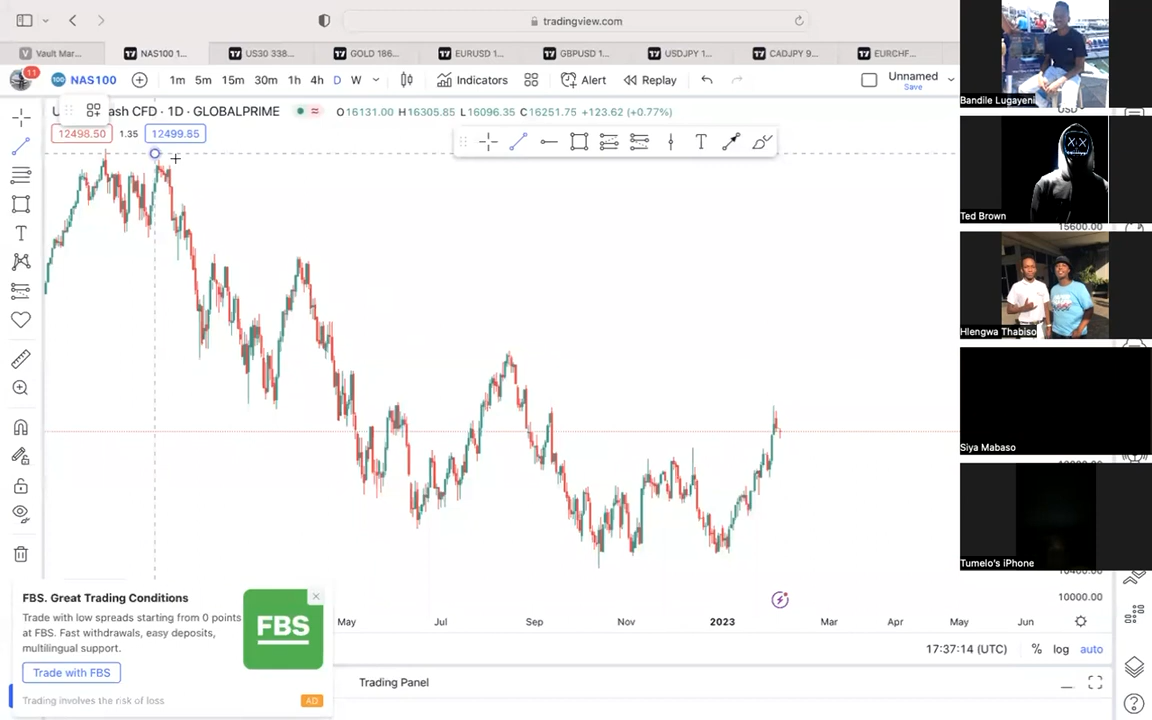 tradingview.com
Vault Mar...
NAS100 1...
US30 338...
GOLD 186...
EURUSD 1...
GBPUSD 1...
USDJPY 1...
CADJPY 9...
EURCHF...
11
100
NAS100
1m 5m 15m 30m 1h 4h D W
Indicators
Alert
Replay
Unnamed
Save
ash CFD · 1D · GLOBALPRIME
O16131.00 H16305.85 L16096.35 C16251.75 +123.62 (+0.77%)
12498.50 1.35 12499.85
Bandile Lugayeni
Ted Brown
15600.00
Hlengwa Thabiso
Siya Mabaso
Tumelo's iPhone
10000.00
FBS. Great Trading Conditions
Trade with low spreads starting from 0 points
at FBS. Fast withdrawals, easy deposits,
multilingual support.
FBS
Trade with FBS
Trading involves the risk of loss
AD
May Jul Sep Nov 2023 Mar Apr May Jun
17:37:14 (UTC) % log auto
Trading Panel